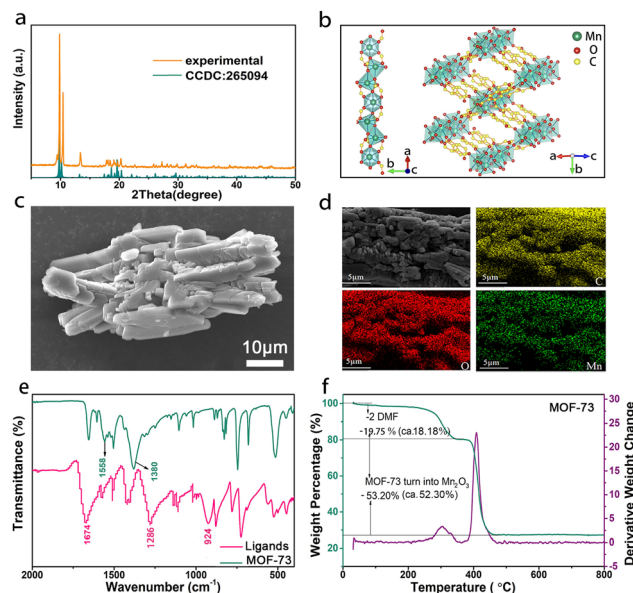 a
Intensity (a.u.)
experimental
CCDC:265094
10
20
30
40
50
2Theta(degree)
b
Mn
O
C
a
b
c
a
c
b
c
10μm
d
5μm
5μm
C
5μm
O
5μm
Mn
e
Transmittance (%)
1558
1380
1674
1286
924
Ligands
MOF-73
2000
1500
1000
500
Wavenumber (cm⁻¹)
f
MOF-73
Weight Percentage (%)
100
80
60
40
20
-2 DMF
-19.75 % (ca.18.18%)
MOF-73 turn into Mn₂O₃
- 53.20% (ca. 52.30%)
Derivative Weight Change
30
25
20
15
10
5
0
-5
0
200
400
600
800
Temperature ( °C)